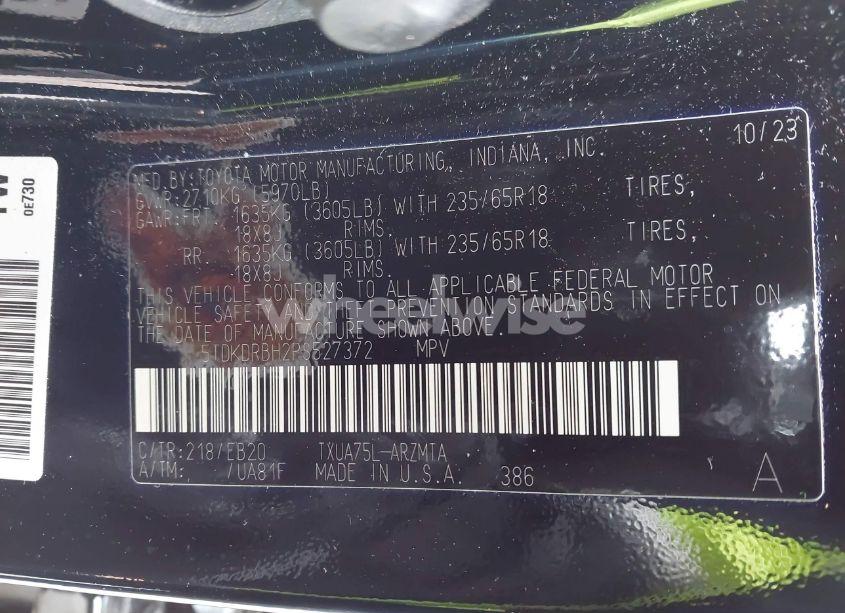 10/23
MFD.BY:TOYOTA MOTOR MANUFACTURING, INDIANA, INC.
GVWR:2710KG (5970LB)
GAWR:FRT 1635KG (3605LB) WITH 235/65R18 TIRES,
18X8J RIMS.
RR 1635KG (3605LB) WITH 235/65R18 TIRES,
18X8J RIMS.
THIS VEHICLE CONFORMS TO ALL APPLICABLE FEDERAL MOTOR
VEHICLE SAFETY PREVENTION STANDARDS IN EFFECT ON
THE DATE OF MANUFACTURE SHOWN ABOVE.
MPV
C/TR:218/EB20 TXUA75L-ARZMTA
A/TM: /UA81F MADE IN U.S.A. 386
A
0E730
wheelwise